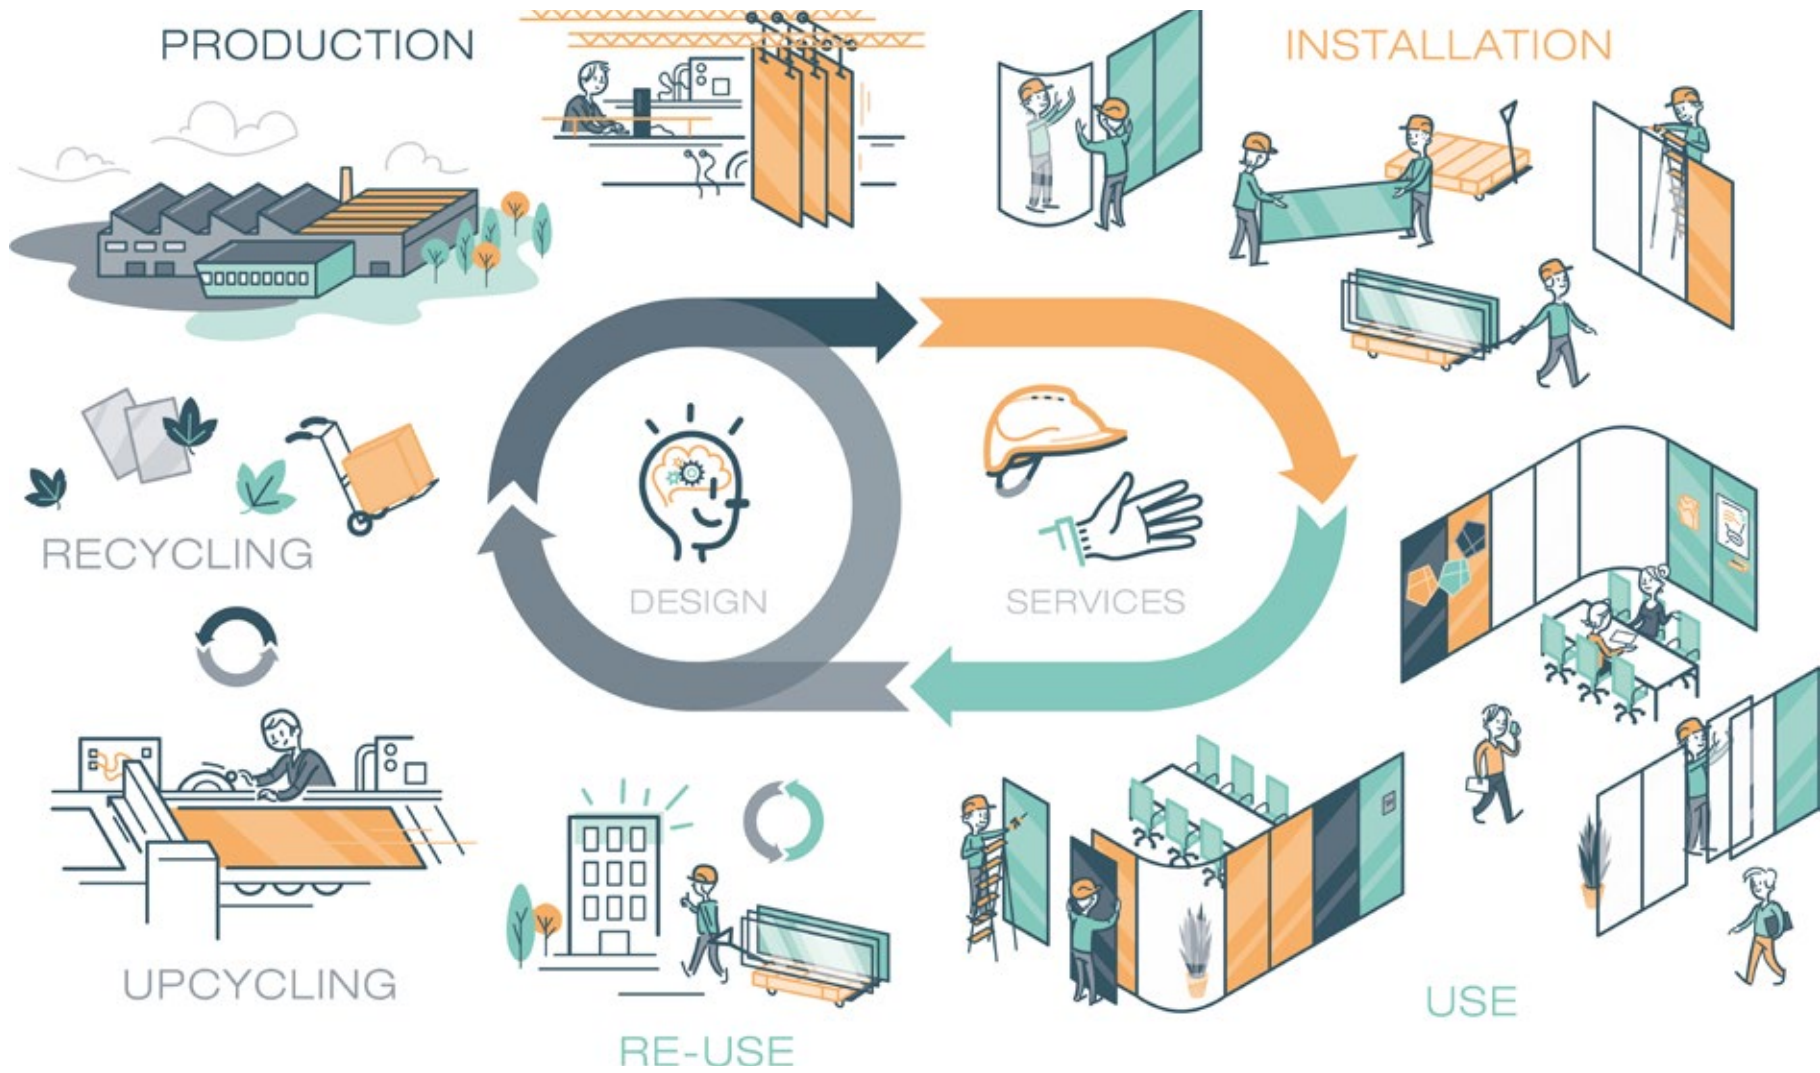 PRODUCTION
INSTALLATION
RECYCLING
DESIGN
SERVICES
UPCYCLING
RE-USE
USE